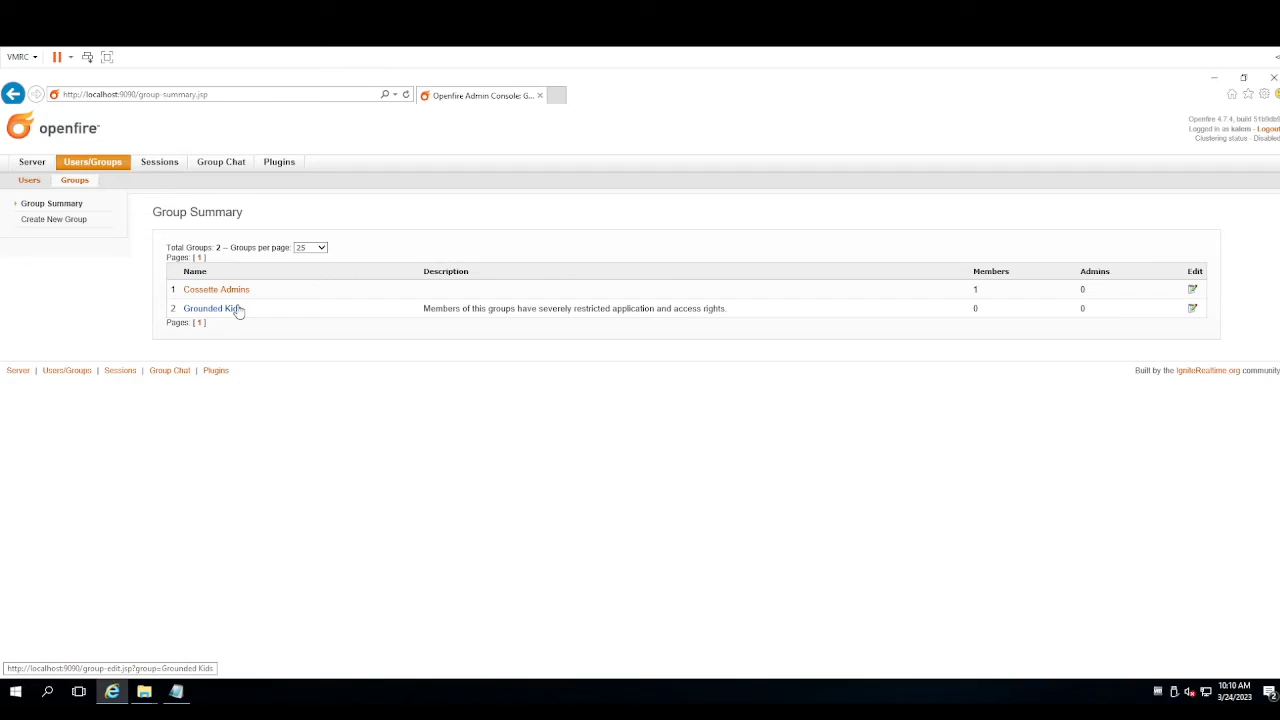 VMRC
http://localhost:9090/group-summary.jsp
Openfire Admin Console: G...
openfire
Openfire 4.7.4, build 51b9db9
Logged in as kalem - Logout
Clustering status - Disabled
Server Users/Groups Sessions Group Chat Plugins
Users Groups
Group Summary
Create New Group
Group Summary
Total Groups: 2 -- Groups per page: 25
Pages: [ 1 ]
Name Description Members Admins Edit
1 Cossette Admins 1 0
2 Grounded Kids Members of this groups have severely restricted application and access rights. 0 0
Pages: [ 1 ]
Server | Users/Groups | Sessions | Group Chat | Plugins
Built by the IgniteRealtime.org community
http://localhost:9090/group-edit.jsp?group=Grounded Kids
10:10 AM
3/24/2023
2